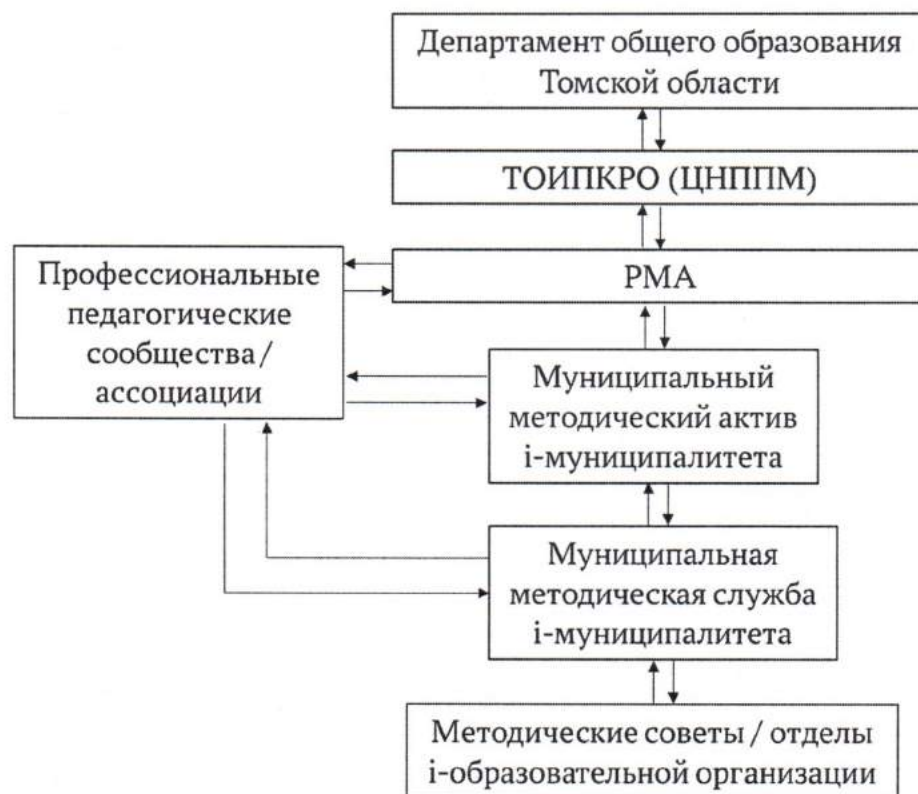 Департамент общего образования
Томской области
ТОИПКРО (ЦНППМ)
РМА
Профессиональные
педагогические
сообщества /
ассоциации
Муниципальный
методический актив
i-муниципалитета
Муниципальная
методическая служба
i-муниципалитета
Методические советы / отделы
i-образовательной организации